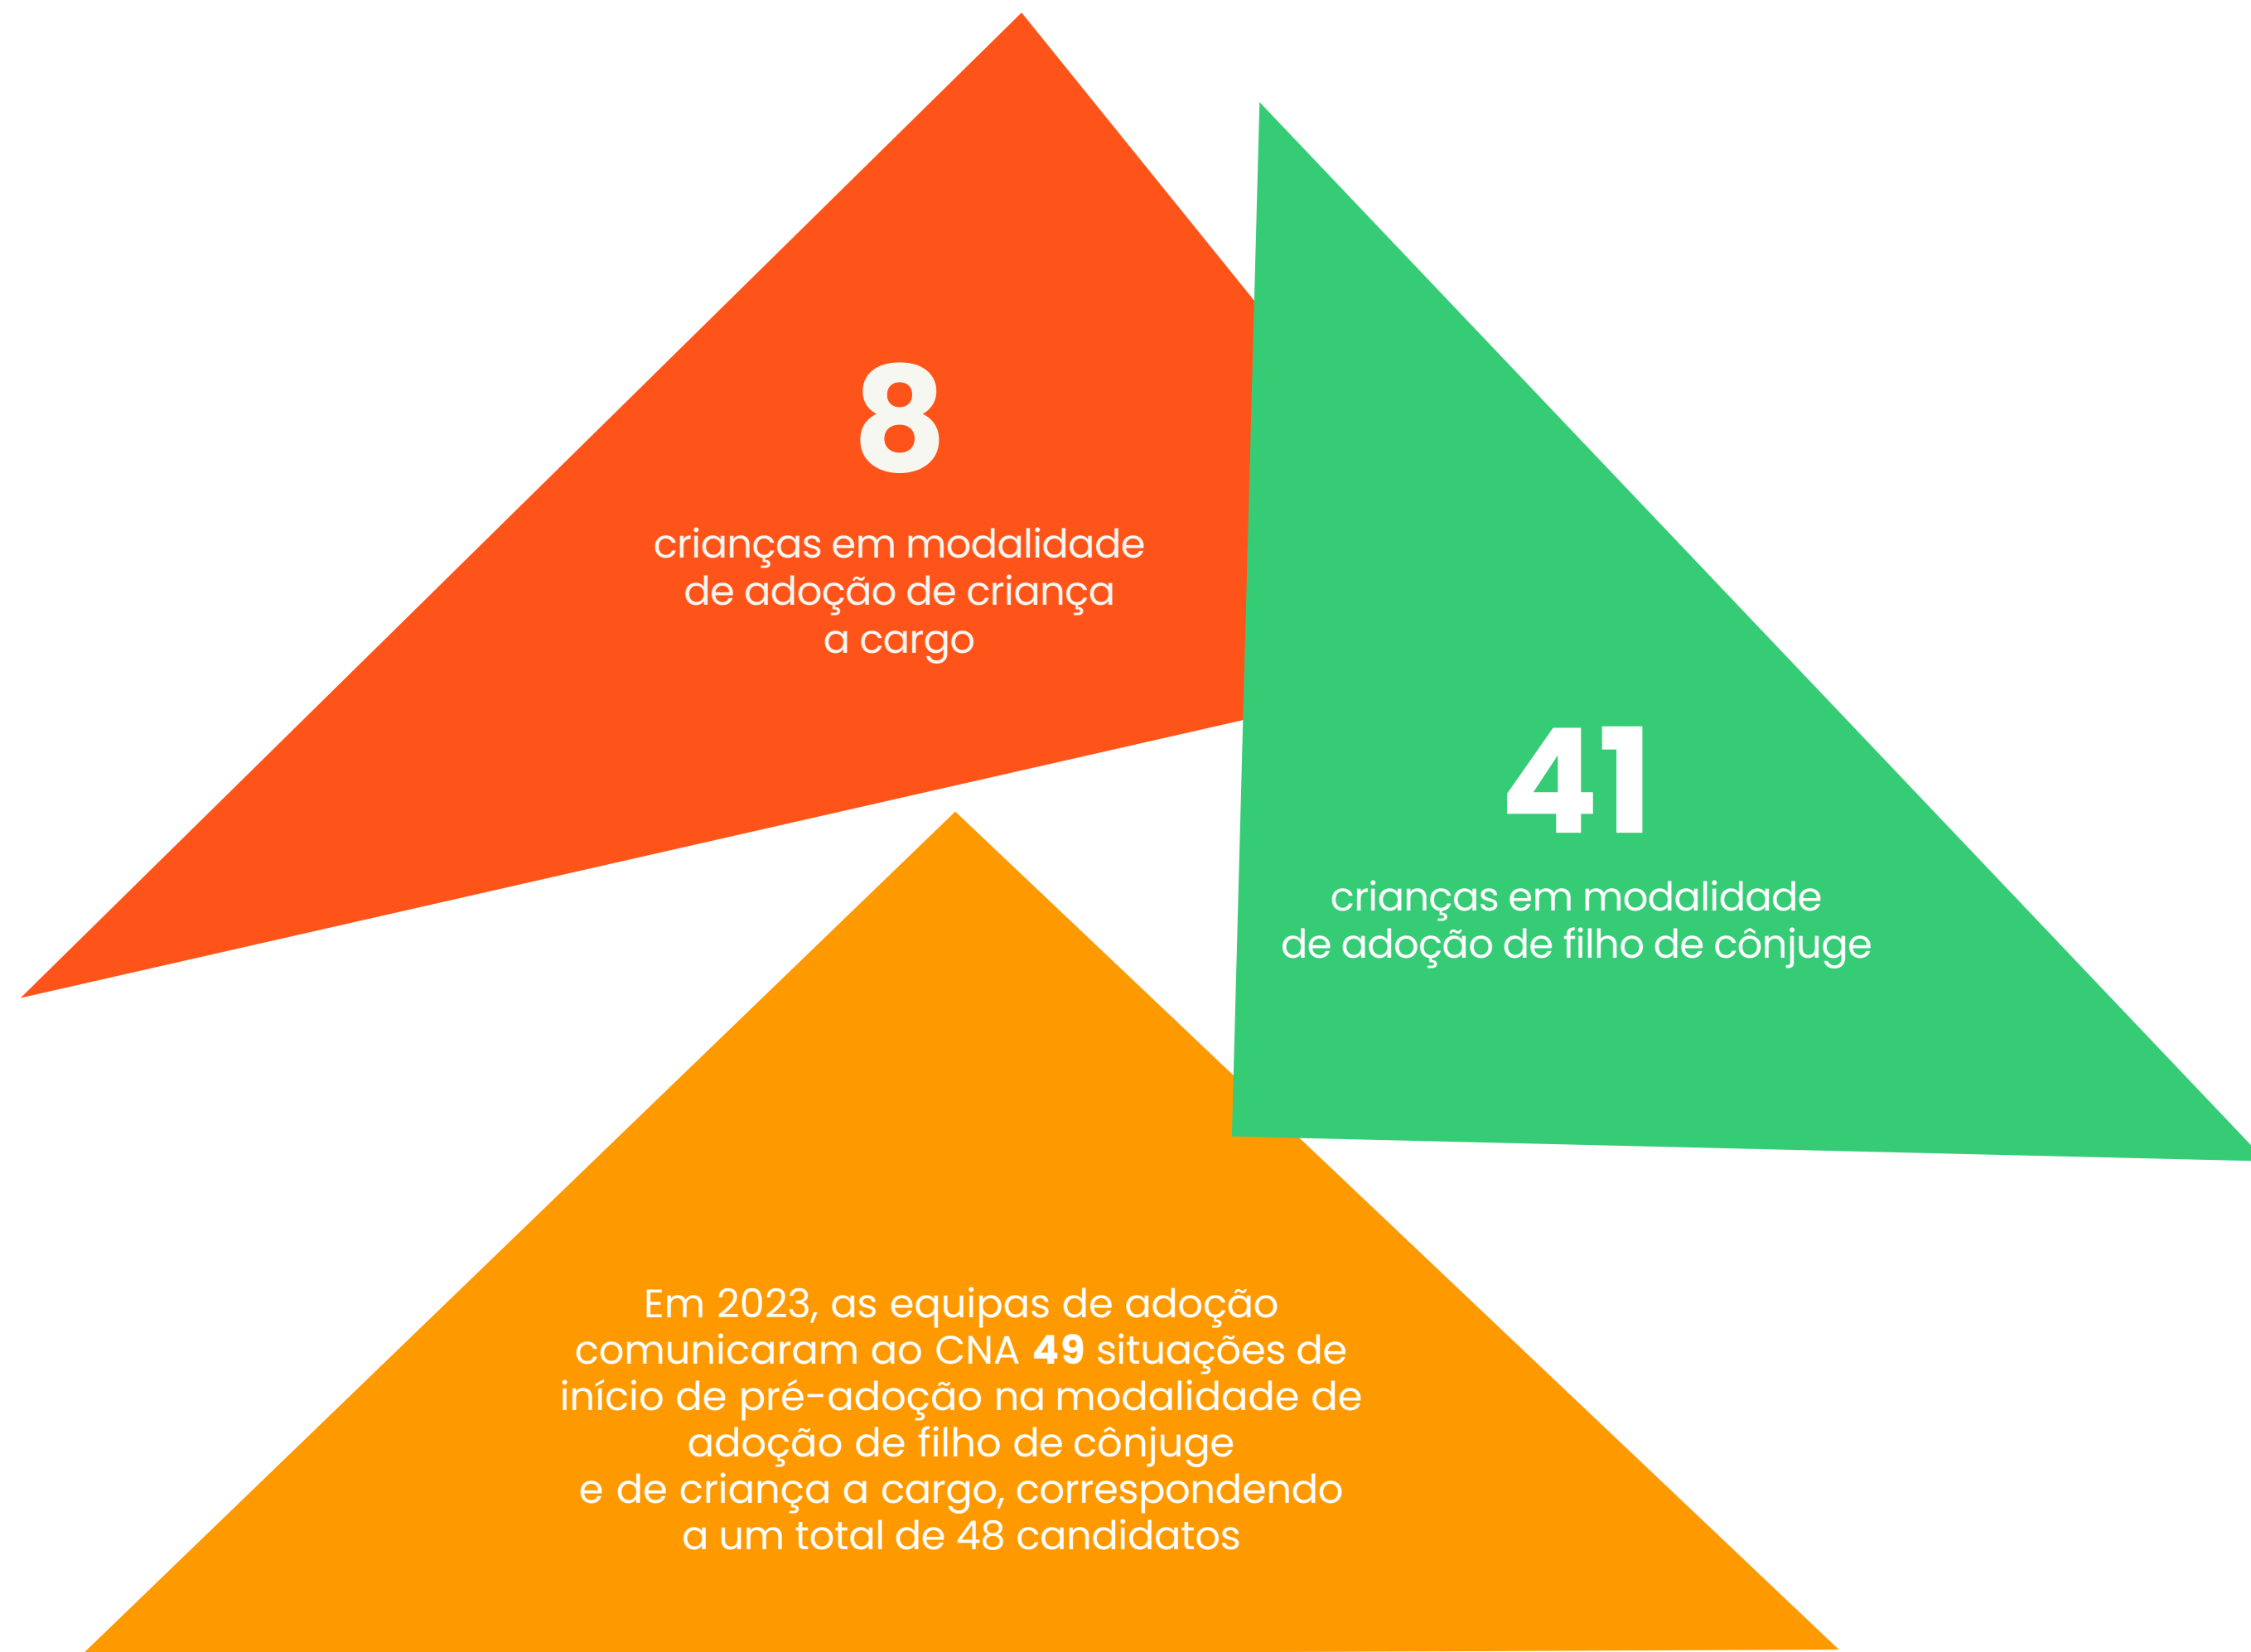 8
crianças em modalidade
de adoção de criança
a cargo
41
crianças em modalidade
de adoção de filho de cônjuge
Em 2023, as equipas de adoção
comunicaram ao CNA 49 situações de
início de pré-adoção na modalidade de
adoção de filho de cônjuge
e de criança a cargo, correspondendo
a um total de 48 candidatos